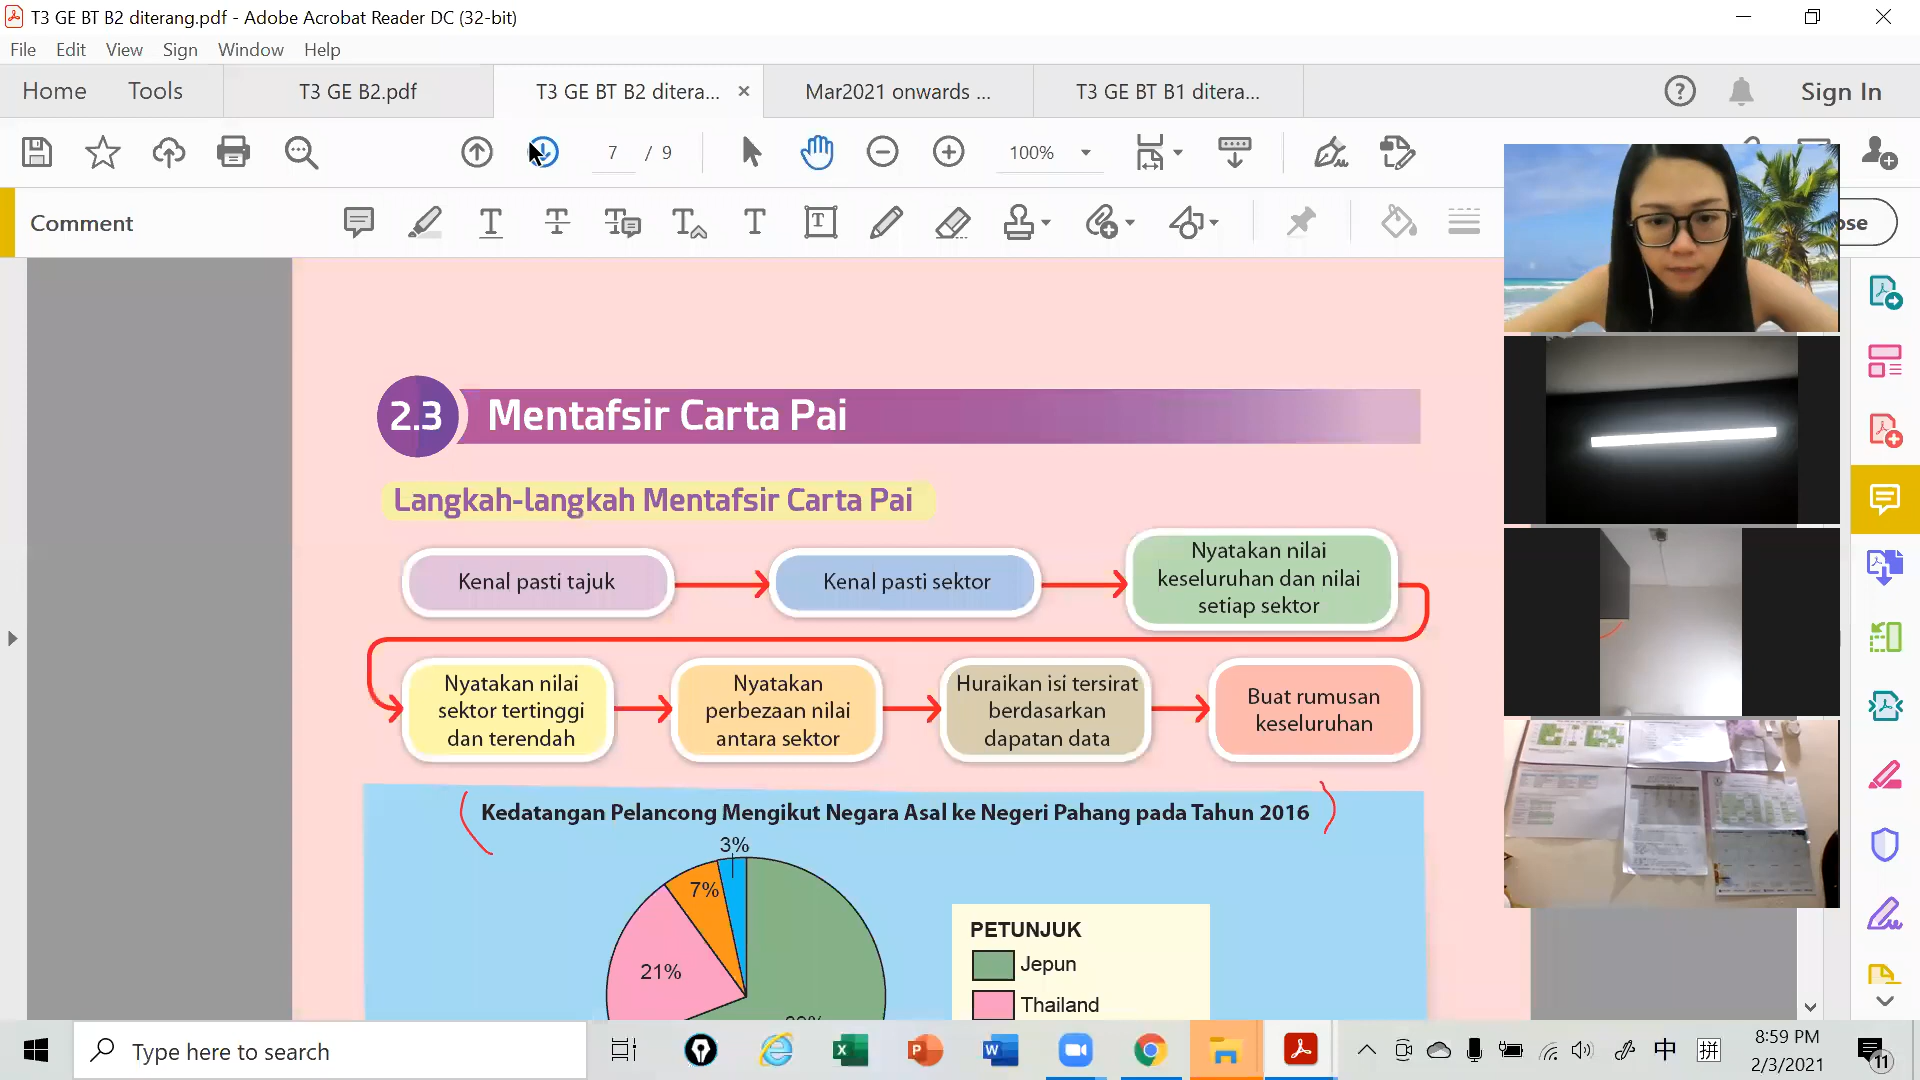 T3 GE BT B2 diterang.pdf - Adobe Acrobat Reader DC (32-bit)
File Edit View Sign Window Help
Home Tools T3 GE B2.pdf T3 GE BT B2 ditera... × Mar2021 onwards ... T3 GE BT B1 ditera... Sign In
7 / 9 100%
Comment
2.3 Mentafsir Carta Pai
Langkah-langkah Mentafsir Carta Pai
Kenal pasti tajuk
Kenal pasti sektor
Nyatakan nilai
keseluruhan dan nilai
setiap sektor
Nyatakan nilai
sektor tertinggi
dan terendah
Nyatakan
perbezaan nilai
antara sektor
Huraikan isi tersirat
berdasarkan
dapatan data
Buat rumusan
keseluruhan
Kedatangan Pelancong Mengikut Negara Asal ke Negeri Pahang pada Tahun 2016
3%
7%
21%
PETUNJUK
Jepun
Thailand
Type here to search
中 拼
8:59 PM
2/3/2021
11